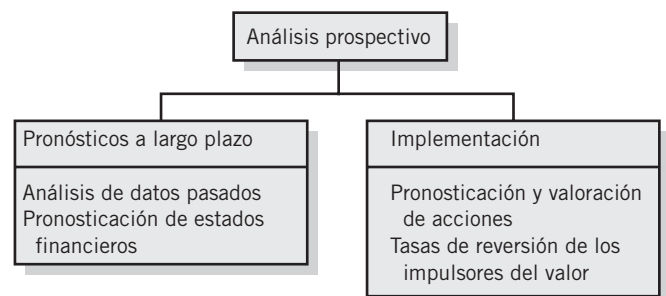 Análisis prospectivo
Pronósticos a largo plazo
Análisis de datos pasados
Pronosticación de estados
financieros
Implementación
Pronosticación y valoración
de acciones
Tasas de reversión de los
impulsores del valor